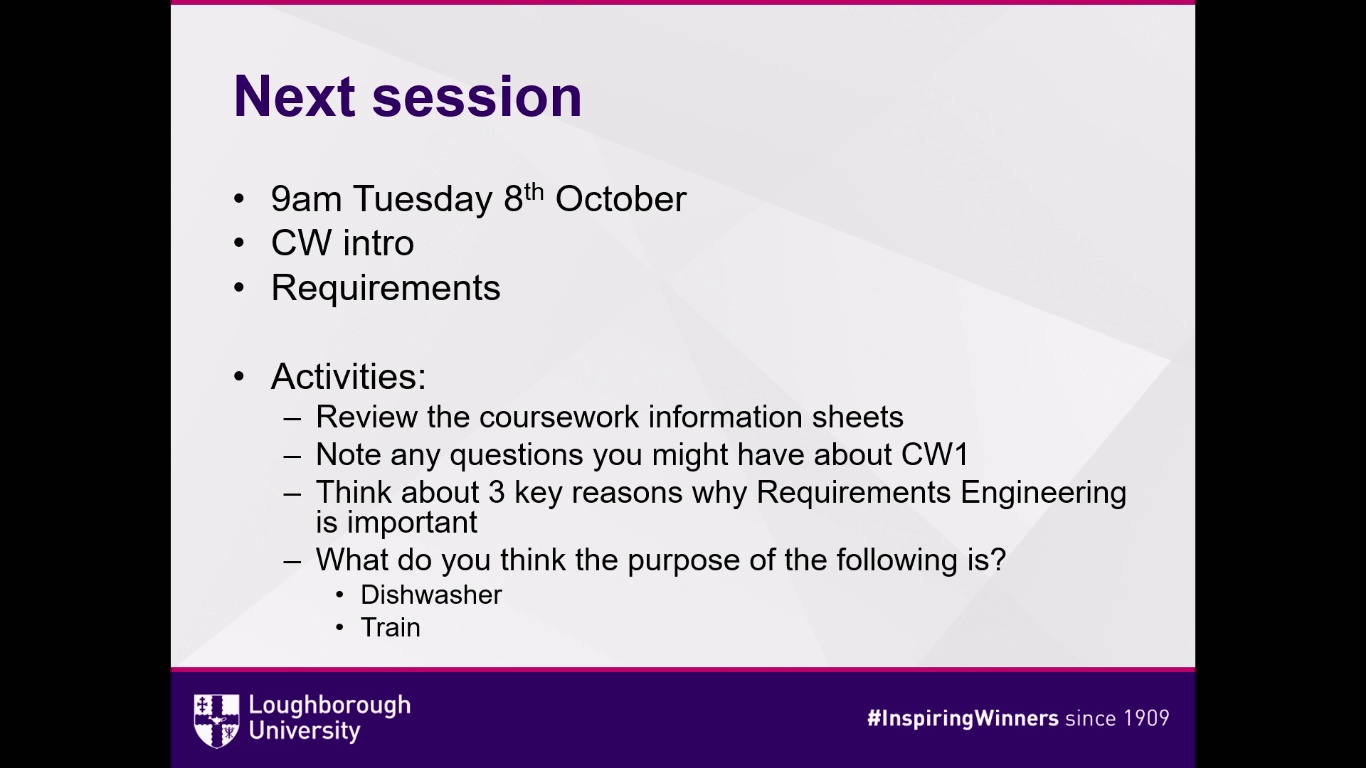 Next session
• 9am Tuesday 8th October
• CW intro
• Requirements
• Activities:
– Review the coursework information sheets
– Note any questions you might have about CW1
– Think about 3 key reasons why Requirements Engineering
is important
– What do you think the purpose of the following is?
• Dishwasher
• Train
Loughborough
University
#InspiringWinners since 1909